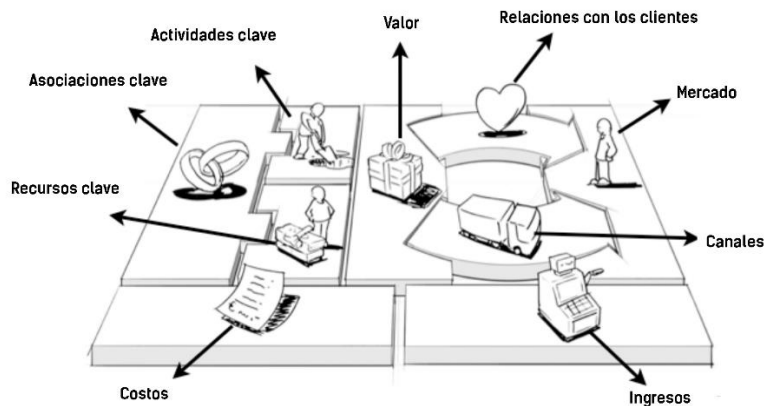 Relaciones con los clientes
Valor
Actividades clave
Asociaciones clave
Mercado
Recursos clave
Canales
Costos
Ingresos